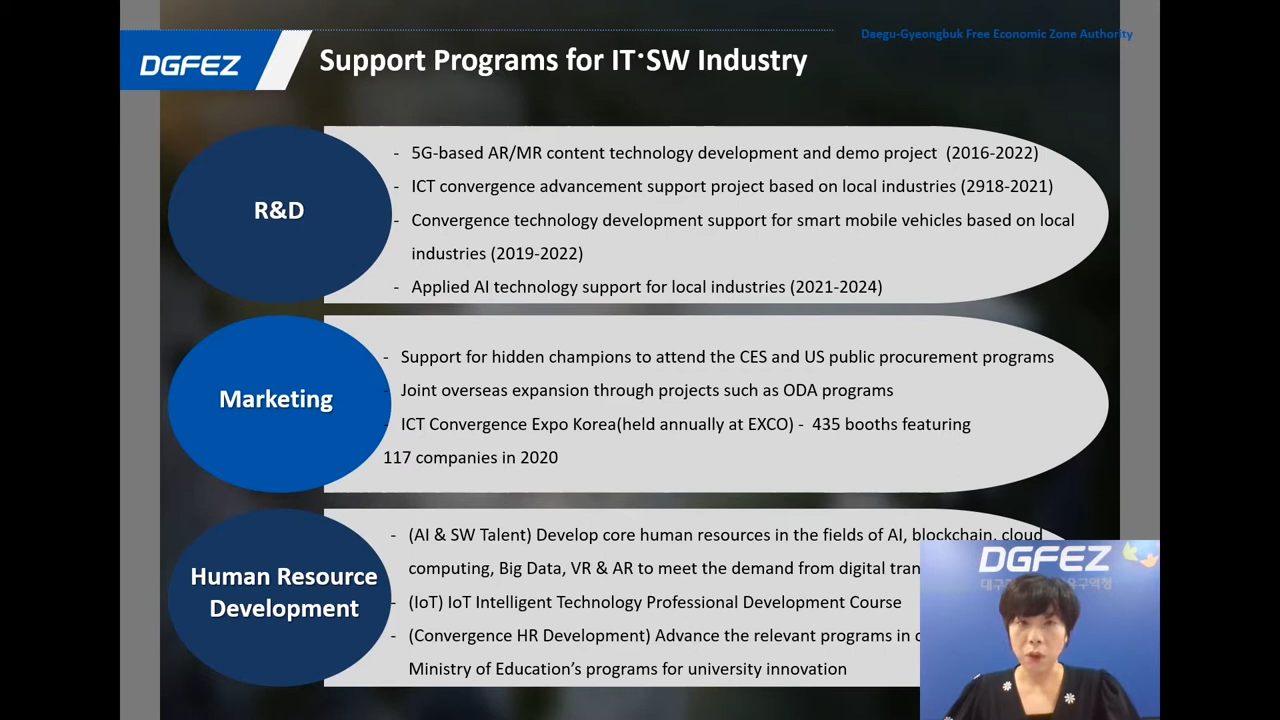 Daegu-Gyeongbuk Free Economic Zone Authority
DGFEZ
Support Programs for IT·SW Industry
R&D
- 5G-based AR/MR content technology development and demo project (2016-2022)
- ICT convergence advancement support project based on local industries (2918-2021)
- Convergence technology development support for smart mobile vehicles based on local
industries (2019-2022)
- Applied AI technology support for local industries (2021-2024)
Marketing
- Support for hidden champions to attend the CES and US public procurement programs
- Joint overseas expansion through projects such as ODA programs
- ICT Convergence Expo Korea(held annually at EXCO) - 435 booths featuring
117 companies in 2020
Human Resource
Development
- (AI & SW Talent) Develop core human resources in the fields of AI, blockchain, cloud
computing, Big Data, VR & AR to meet the demand from digital
- (IoT) IoT Intelligent Technology Professional Development Course
- (Convergence HR Development) Advance the relevant programs in
Ministry of Education's programs for university innovation
DGFEZ